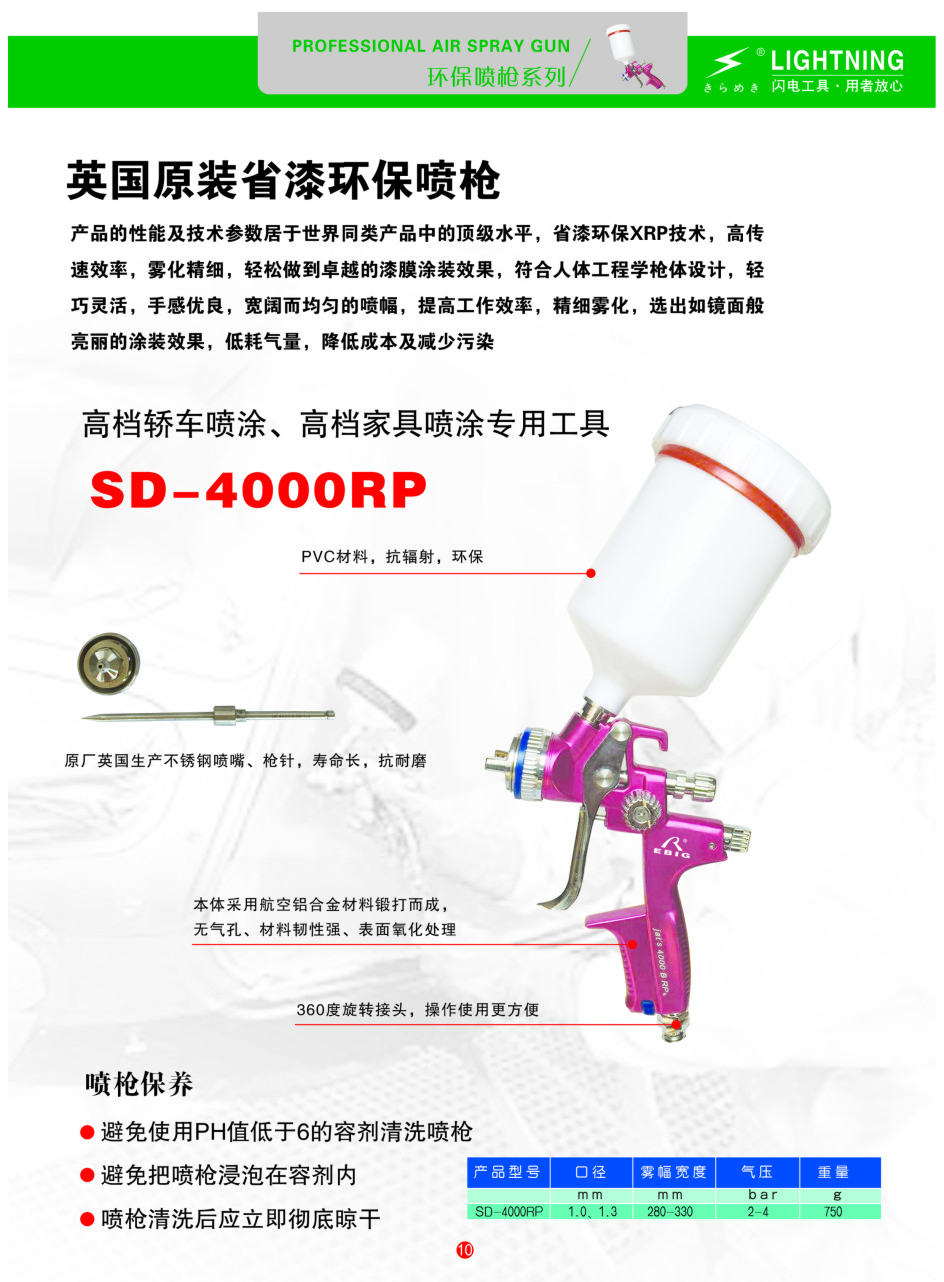 PROFESSIONAL AIR SPRAY GUN
环保喷枪系列
® LIGHTNING
きらめき 闪电工具·用者放心
英国原装省漆环保喷枪
产品的性能及技术参数居于世界同类产品中的顶级水平，省漆环保XRP技术，高传
速效率，雾化精细，轻松做到卓越的漆膜涂装效果，符合人体工程学枪体设计，轻
巧灵活，手感优良，宽阔而均匀的喷幅，提高工作效率，精细雾化，选出如镜面般
亮丽的涂装效果，低耗气量，降低成本及减少污染
高档轿车喷涂、高档家具喷涂专用工具
SD-4000RP
PVC材料，抗辐射，环保
原厂英国生产不锈钢喷嘴、枪针，寿命长，抗耐磨
R®
EBIG
本体采用航空铝合金材料锻打而成，
无气孔、材料韧性强、表面氧化处理
jat's 4000 B RP
360度旋转接头，操作使用更方便
喷枪保养
避免使用PH值低于6的容剂清洗喷枪
避免把喷枪浸泡在容剂内
喷枪清洗后应立即彻底晾干
产品型号 口径 雾幅宽度 气压 重量
mm mm bar g
SD-4000RP 1.0、1.3 280-330 2-4 750
10